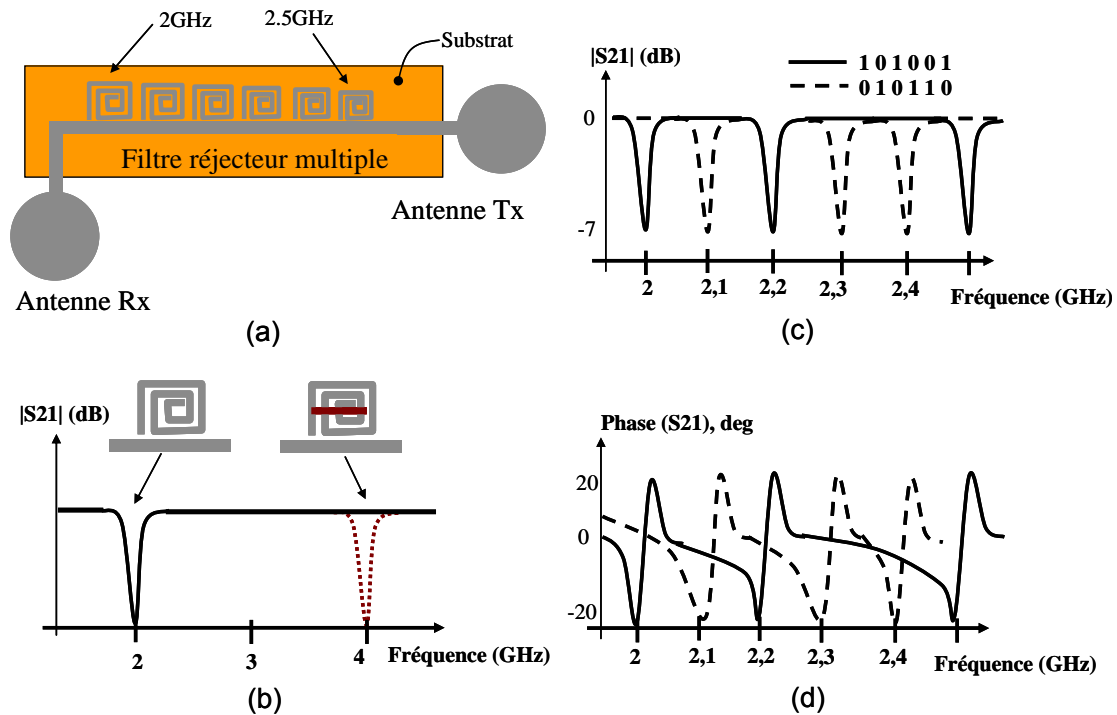 (a)
2GHz
2.5GHz
Substrat
Filtre réjecteur multiple
Antenne Tx
Antenne Rx
(c)
|S21| (dB)
1 0 1 0 0 1
0 1 0 1 1 0
0
-7
2
2,1
2,2
2,3
2,4
Fréquence (GHz)
(b)
|S21| (dB)
2
3
4
Fréquence (GHz)
(d)
Phase (S21), deg
20
0
-20
2
2,1
2,2
2,3
2,4
Fréquence (GHz)